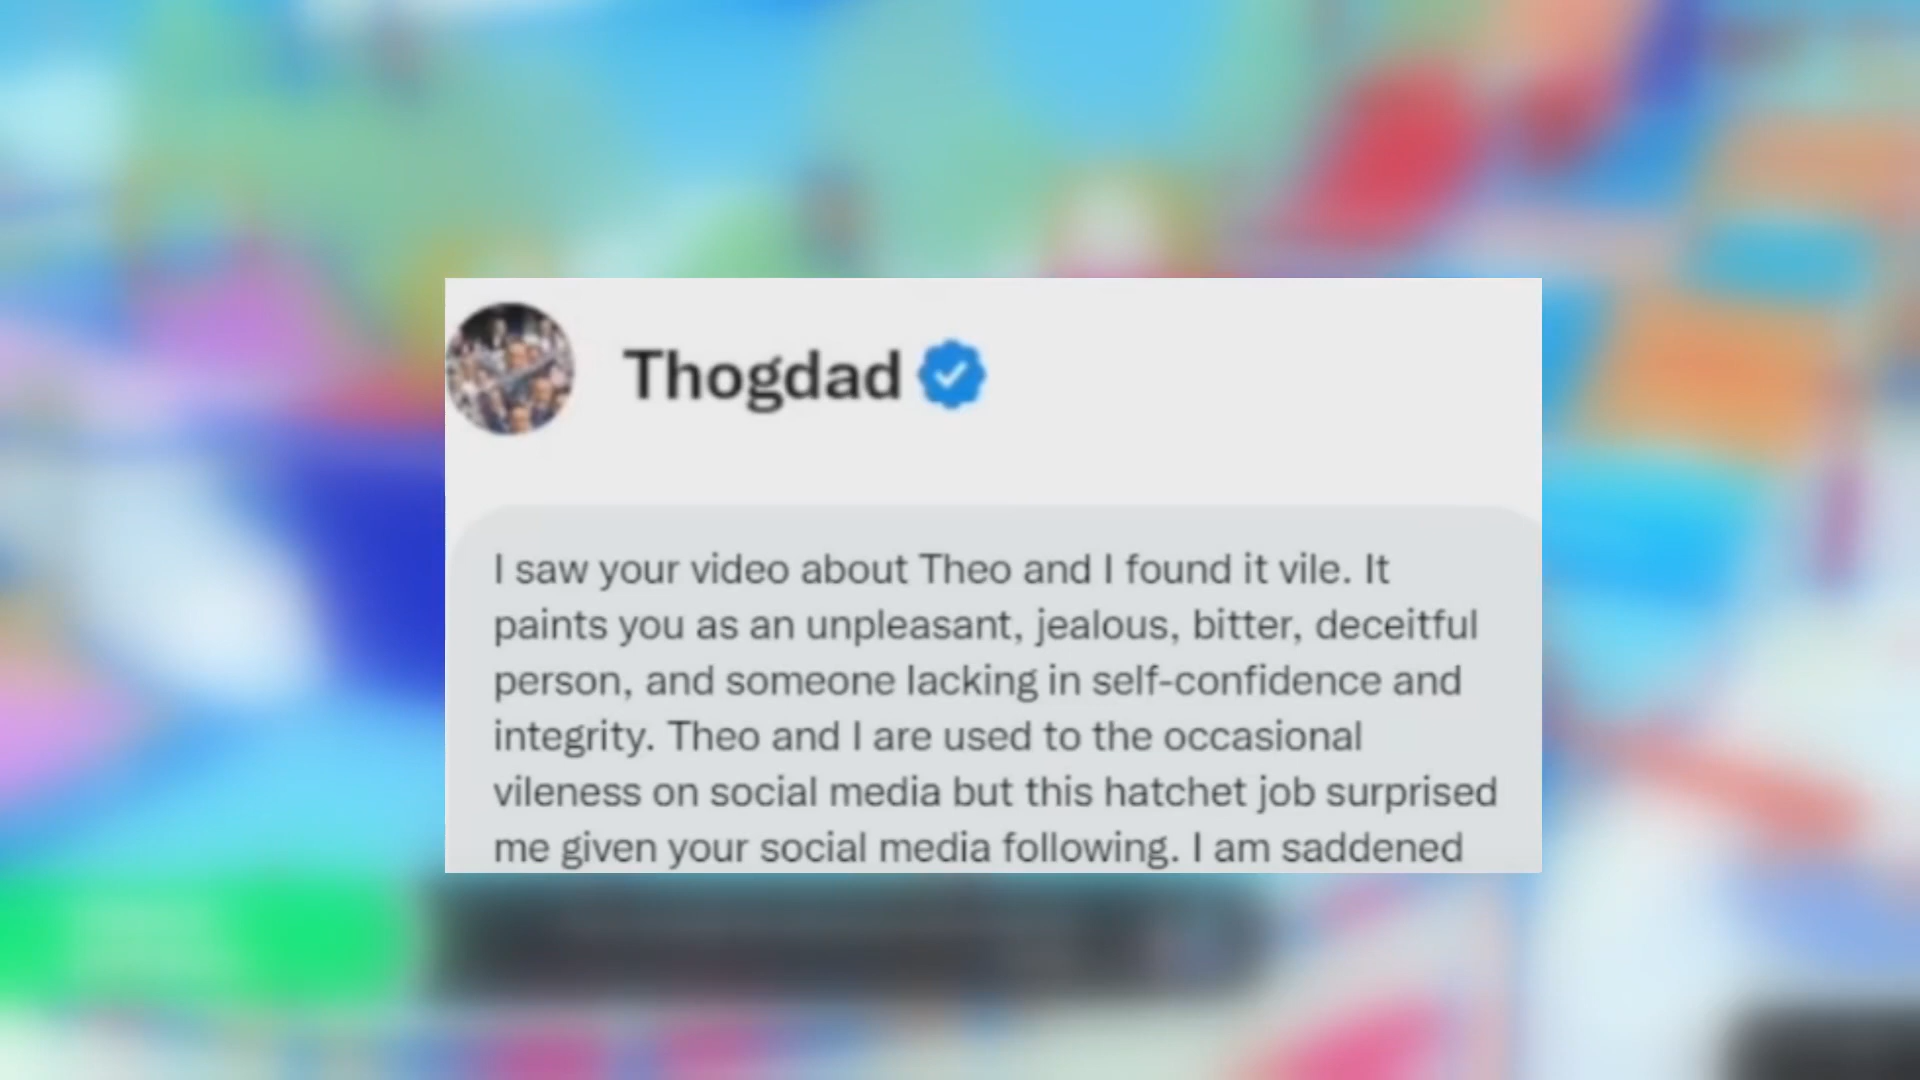 Thogdad
I saw your video about Theo and I found it vile. It
paints you as an unpleasant, jealous, bitter, deceitful
person, and someone lacking in self-confidence and
integrity. Theo and I are used to the occasional
vileness on social media but this hatchet job surprised
me given your social media following. I am saddened